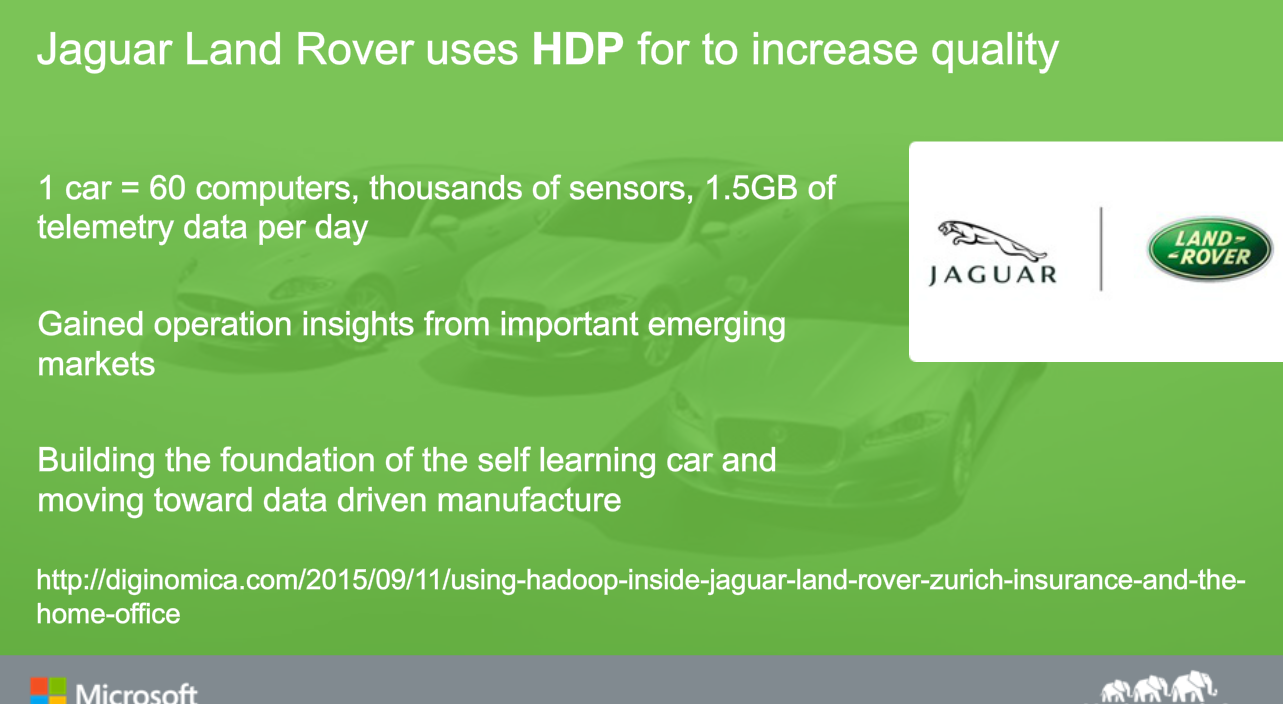 Jaguar Land Rover uses HDP for to increase quality
1 car = 60 computers, thousands of sensors, 1.5GB of
telemetry data per day
JAGUAR
LAND-
-ROVER
Gained operation insights from important emerging
markets
Building the foundation of the self learning car and
moving toward data driven manufacture
http://diginomica.com/2015/09/11/using-hadoop-inside-jaguar-land-rover-zurich-insurance-and-the-
home-office
Microsoft